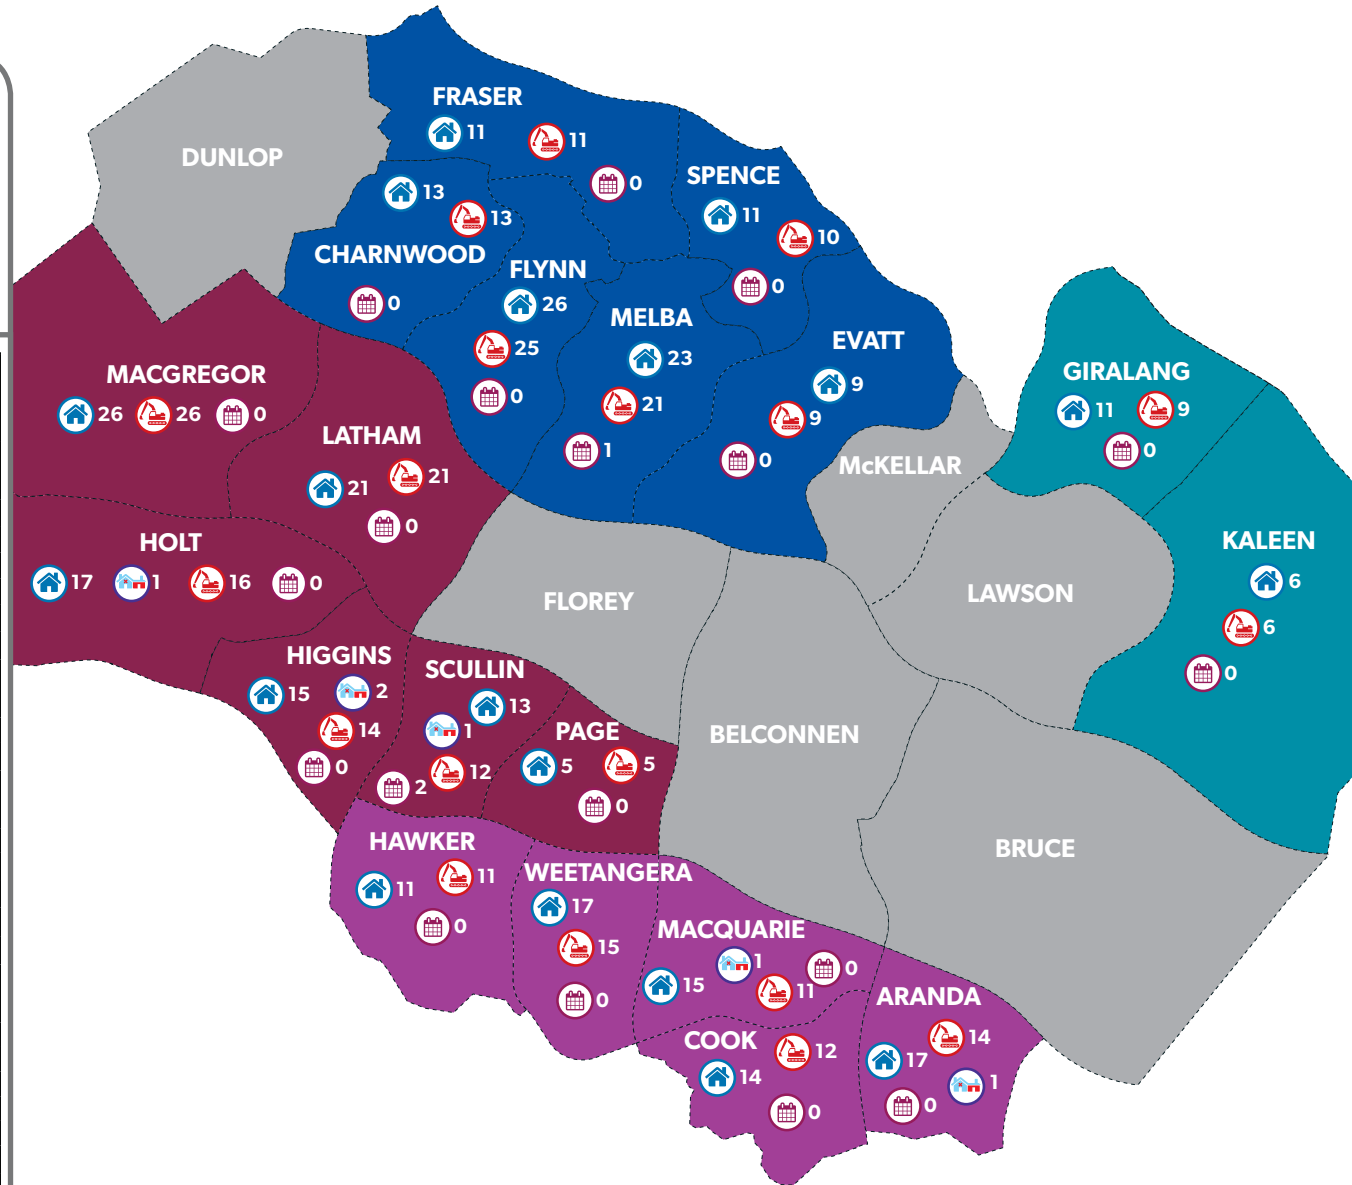 DUNLOP
FRASER
11
11
0
SPENCE
11
10
0
13
13
CHARNWOOD
0
FLYNN
26
25
0
MELBA
23
21
1
EVATT
9
9
0
GIRALANG
11
9
0
MACGREGOR
26
26
0
LATHAM
21
21
0
McKELLAR
KALEEN
6
6
0
HOLT
17
1
16
0
FLOREY
LAWSON
HIGGINS
15
2
14
0
SCULLIN
13
1
12
2
PAGE
5
5
0
BELCONNEN
BRUCE
HAWKER
11
11
0
WEETANGERA
17
15
0
MACQUARIE
1
0
15
11
ARANDA
14
17
1
0
COOK
12
14
0